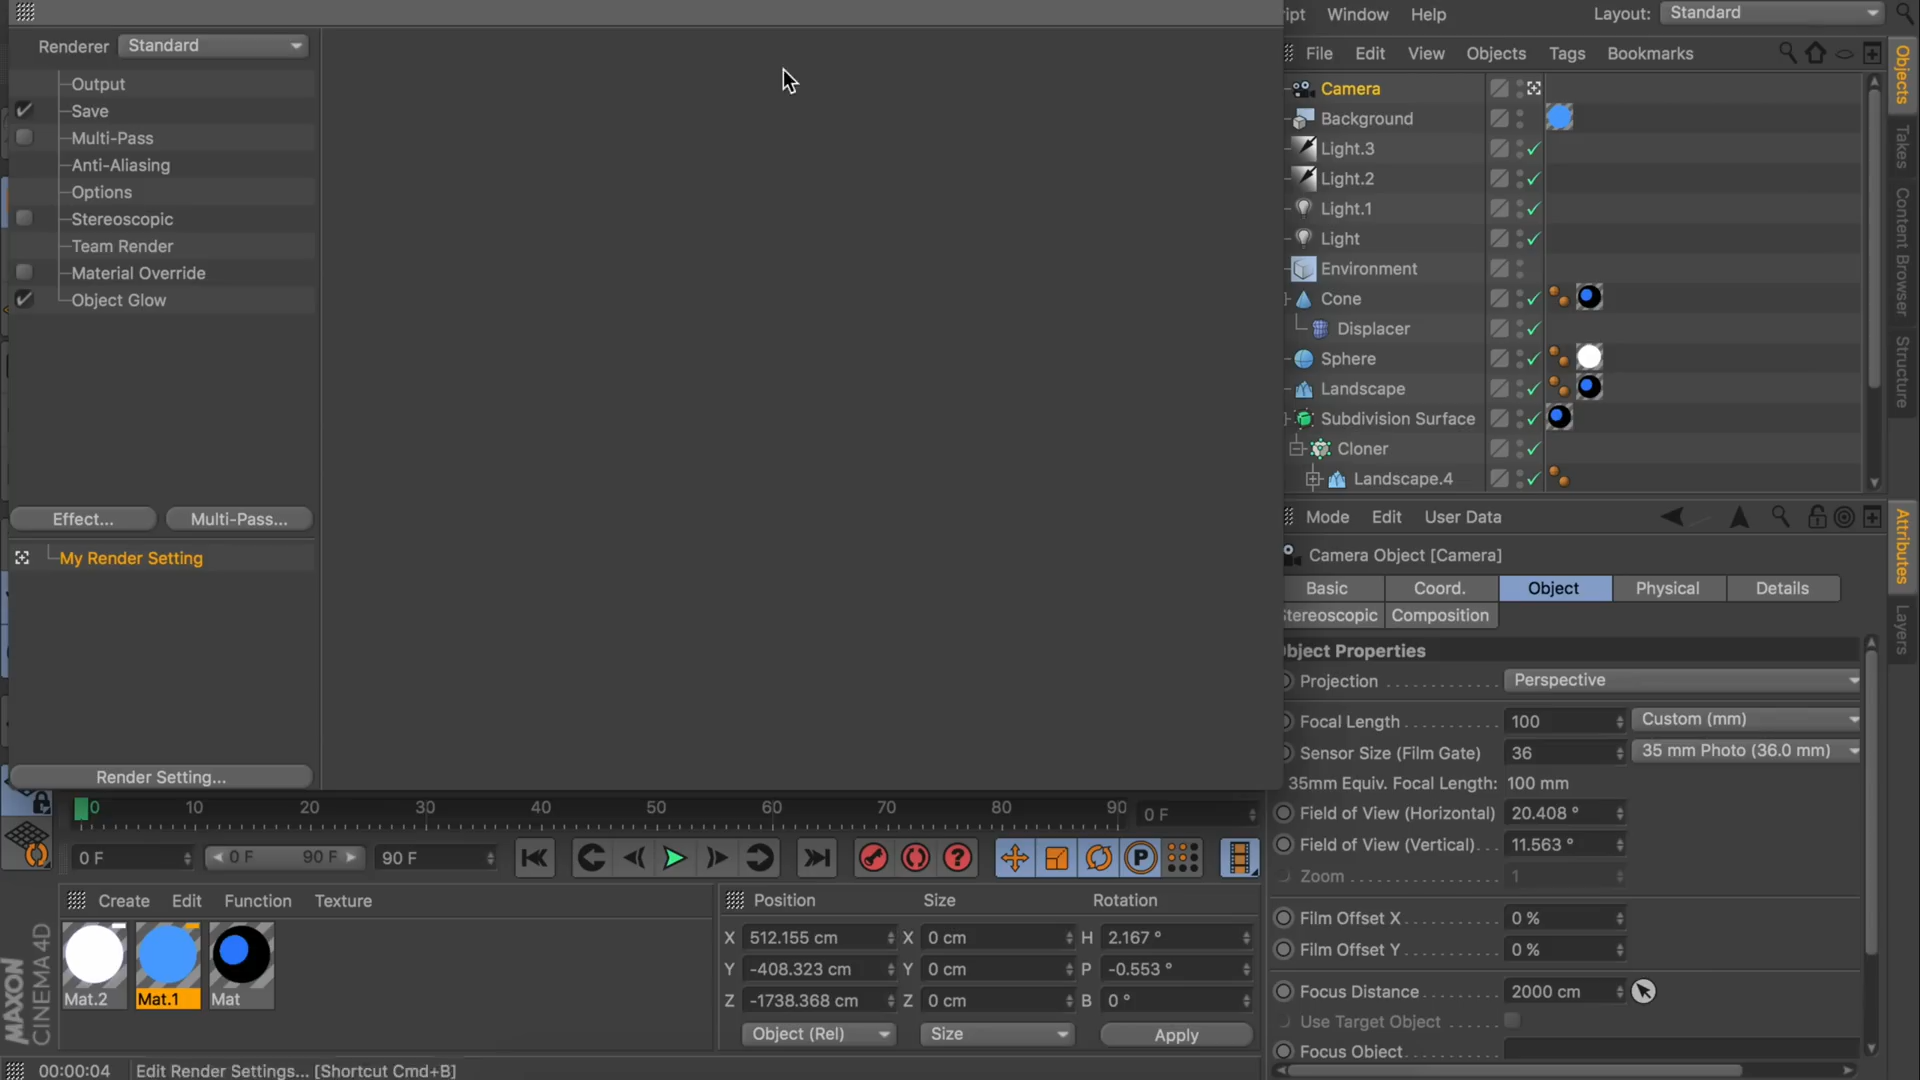 ipt Window Help
Layout: Standard
Renderer Standard
Output
Save
Multi-Pass
Anti-Aliasing
Options
Stereoscopic
Team Render
Material Override
Object Glow
Effect... Multi-Pass...
My Render Setting
Render Setting...
File Edit View Objects Tags Bookmarks
Camera
Background
Light.3
Light.2
Light.1
Light
Environment
Cone
Displacer
Sphere
Landscape
Subdivision Surface
Cloner
Landscape.4
Objects
Takes
Content Browser
Structure
Mode Edit User Data
Camera Object [Camera]
Basic Coord. Object Physical Details
tereoscopic Composition
bject Properties
Projection Perspective
Focal Length 100 Custom (mm)
Sensor Size (Film Gate) 36 35 mm Photo (36.0 mm)
35mm Equiv. Focal Length: 100 mm
Field of View (Horizontal) 20.408 °
Field of View (Vertical) 11.563 °
Zoom 1
Film Offset X 0 %
Film Offset Y 0 %
Focus Distance 2000 cm
Use Target Object
Focus Object
Attributes
Layers
0 10 20 30 40 50 60 70 80 90 0 F
0 F 0 F 90 F 90 F
Create Edit Function Texture
Mat.2 Mat.1 Mat
Position Size Rotation
X 512.155 cm X 0 cm H 2.167 °
Y -408.323 cm Y 0 cm P -0.553 °
Z -1738.368 cm Z 0 cm B 0 °
Object (Rel) Size Apply
MAXON
CINEMA 4D
00:00:04 Edit Render Settings... [Shortcut Cmd+B]